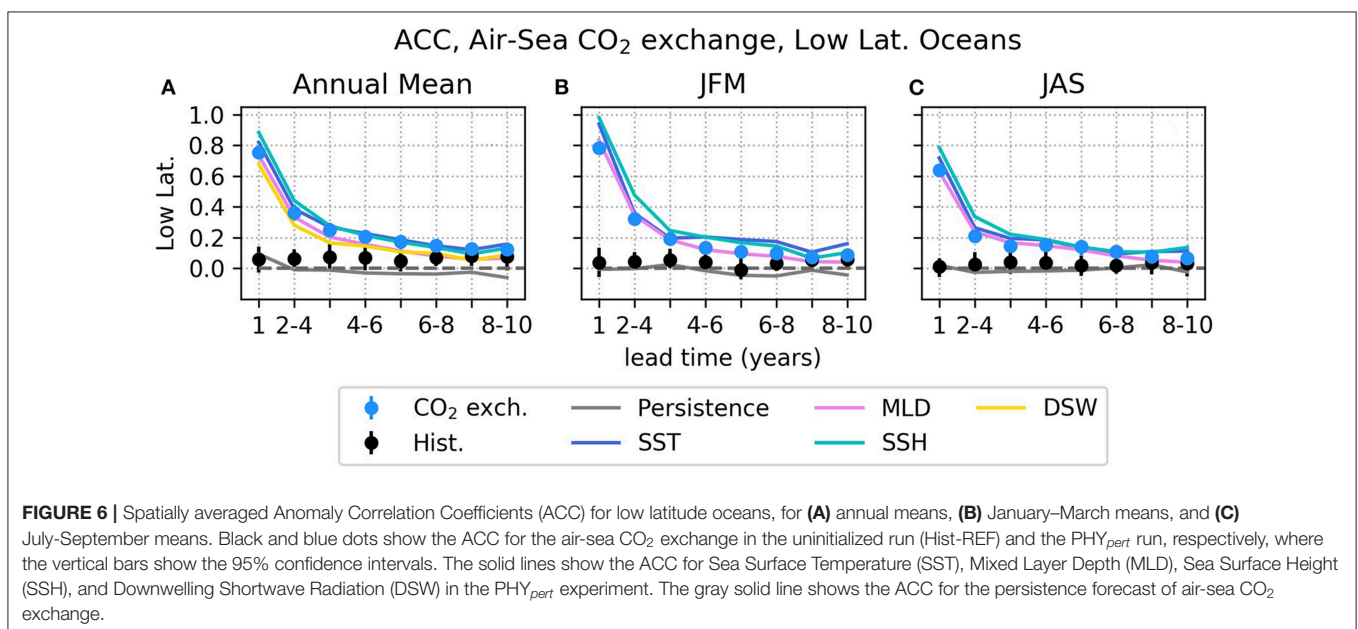 ACC, Air-Sea CO₂ exchange, Low Lat. Oceans
A Annual Mean B JFM C JAS
Low Lat.
1.0
0.8
0.6
0.4
0.2
0.0
1 2-4 4-6 6-8 8-10 1 2-4 4-6 6-8 8-10 1 2-4 4-6 6-8 8-10
lead time (years)
CO₂ exch. Persistence MLD DSW
Hist. SST SSH
FIGURE 6 | Spatially averaged Anomaly Correlation Coefficients (ACC) for low latitude oceans, for (A) annual means, (B) January–March means, and (C)
July-September means. Black and blue dots show the ACC for the air-sea CO₂ exchange in the uninitialized run (Hist-REF) and the PHYpert run, respectively, where
the vertical bars show the 95% confidence intervals. The solid lines show the ACC for Sea Surface Temperature (SST), Mixed Layer Depth (MLD), Sea Surface Height
(SSH), and Downwelling Shortwave Radiation (DSW) in the PHYpert experiment. The gray solid line shows the ACC for the persistence forecast of air-sea CO₂
exchange.